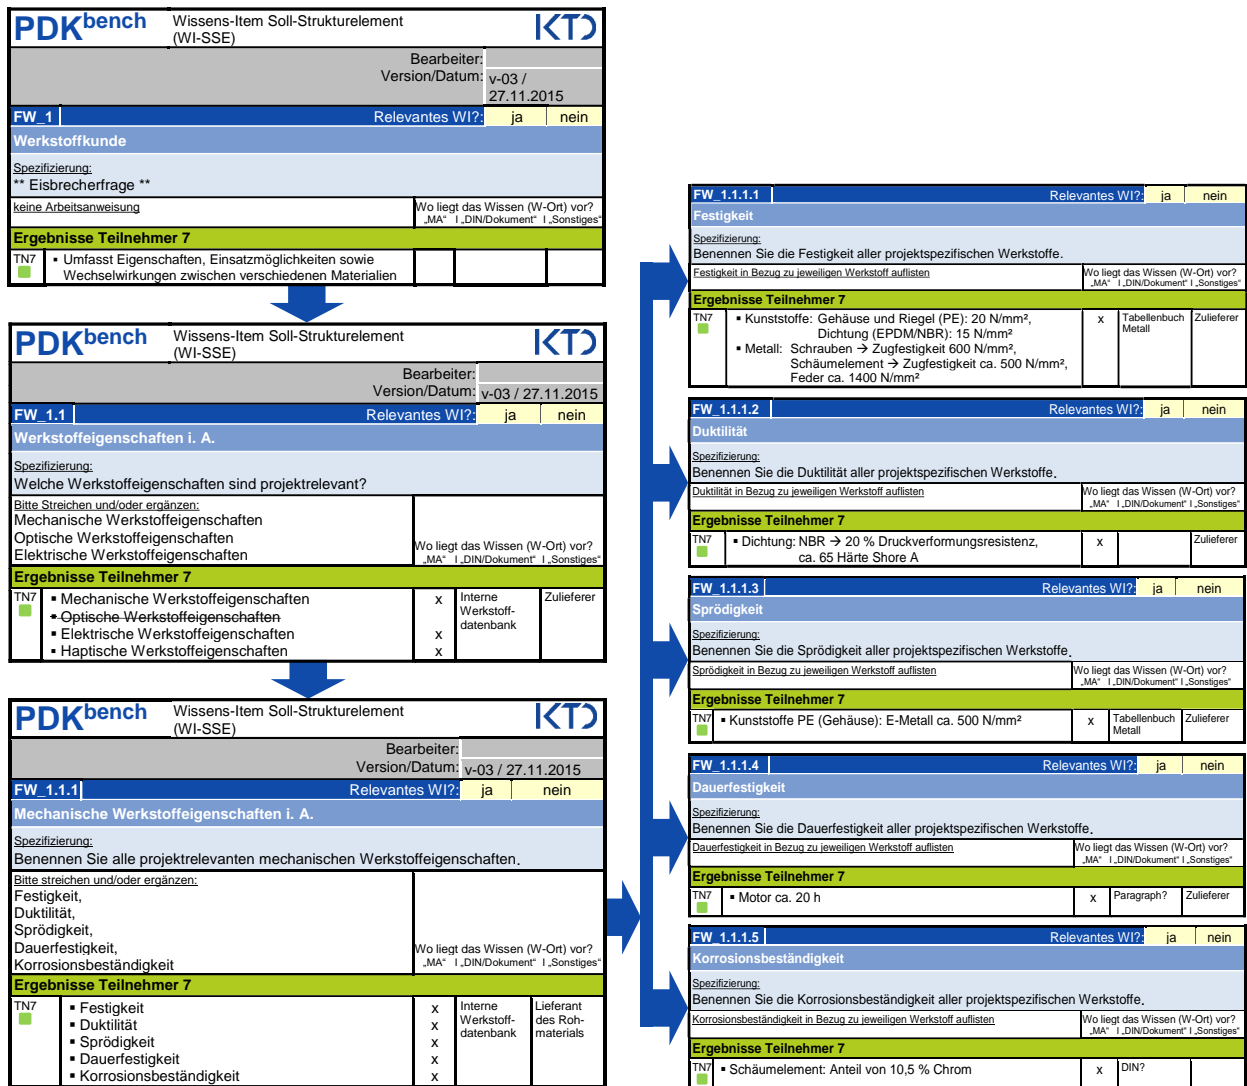 PDKbench
Wissens-Item Soll-Strukturelement
(WI-SSE)
KTD
Bearbeiter:
Version/Datum: v-03 /
27.11.2015
FW_1 Relevantes WI?: ja nein
Werkstoffkunde
Spezifizierung:
** Eisbrecherfrage **
keine Arbeitsanweisung
Wo liegt das Wissen (W-Ort) vor?
„MA“ I „DIN/Dokument“ I „Sonstiges“
Ergebnisse Teilnehmer 7
TN7
▪ Umfasst Eigenschaften, Einsatzmöglichkeiten sowie
Wechselwirkungen zwischen verschiedenen Materialien
PDKbench
Wissens-Item Soll-Strukturelement
(WI-SSE)
KTD
Bearbeiter:
Version/Datum: v-03 / 27.11.2015
FW_1.1 Relevantes WI?: ja nein
Werkstoffeigenschaften i. A.
Spezifizierung:
Welche Werkstoffeigenschaften sind projektrelevant?
Bitte Streichen und/oder ergänzen:
Mechanische Werkstoffeigenschaften
Optische Werkstoffeigenschaften
Elektrische Werkstoffeigenschaften
Wo liegt das Wissen (W-Ort) vor?
„MA“ I „DIN/Dokument“ I „Sonstiges“
Ergebnisse Teilnehmer 7
TN7
▪ Mechanische Werkstoffeigenschaften x
▪ Optische Werkstoffeigenschaften
▪ Elektrische Werkstoffeigenschaften x
▪ Haptische Werkstoffeigenschaften x
Interne
Werkstoff-
datenbank
Zulieferer
PDKbench
Wissens-Item Soll-Strukturelement
(WI-SSE)
KTD
Bearbeiter:
Version/Datum: v-03 / 27.11.2015
FW_1.1.1 Relevantes WI?: ja nein
Mechanische Werkstoffeigenschaften i. A.
Spezifizierung:
Benennen Sie alle projektrelevanten mechanischen Werkstoffeigenschaften.
Bitte streichen und/oder ergänzen:
Festigkeit,
Duktilität,
Sprödigkeit,
Dauerfestigkeit,
Korrosionsbeständigkeit
Wo liegt das Wissen (W-Ort) vor?
„MA“ I „DIN/Dokument“ I „Sonstiges“
Ergebnisse Teilnehmer 7
TN7
▪ Festigkeit x
▪ Duktilität x
▪ Sprödigkeit x
▪ Dauerfestigkeit x
▪ Korrosionsbeständigkeit x
Interne
Werkstoff-
datenbank
Lieferant
des Roh-
materials
FW_1.1.1.1 Relevantes WI?: ja nein
Festigkeit
Spezifizierung:
Benennen Sie die Festigkeit aller projektspezifischen Werkstoffe.
Festigkeit in Bezug zu jeweiligen Werkstoff auflisten
Wo liegt das Wissen (W-Ort) vor?
„MA“ I „DIN/Dokument“ I „Sonstiges“
Ergebnisse Teilnehmer 7
TN7
▪ Kunststoffe: Gehäuse und Riegel (PE): 20 N/mm²,
Dichtung (EPDM/NBR): 15 N/mm²
▪ Metall: Schrauben → Zugfestigkeit 600 N/mm²,
Schäumelement → Zugfestigkeit ca. 500 N/mm²,
Feder ca. 1400 N/mm²
x
Tabellenbuch
Metall
Zulieferer
FW_1.1.1.2 Relevantes WI?: ja nein
Duktilität
Spezifizierung:
Benennen Sie die Duktilität aller projektspezifischen Werkstoffe.
Duktilität in Bezug zu jeweiligen Werkstoff auflisten
Wo liegt das Wissen (W-Ort) vor?
„MA“ I „DIN/Dokument“ I „Sonstiges“
Ergebnisse Teilnehmer 7
TN7
▪ Dichtung: NBR → 20 % Druckverformungsresistenz,
ca. 65 Härte Shore A
x
Zulieferer
FW_1.1.1.3 Relevantes WI?: ja nein
Sprödigkeit
Spezifizierung:
Benennen Sie die Sprödigkeit aller projektspezifischen Werkstoffe.
Sprödigkeit in Bezug zu jeweiligen Werkstoff auflisten
Wo liegt das Wissen (W-Ort) vor?
„MA“ I „DIN/Dokument“ I „Sonstiges“
Ergebnisse Teilnehmer 7
TN7
▪ Kunststoffe PE (Gehäuse): E-Metall ca. 500 N/mm²
x
Tabellenbuch
Metall
Zulieferer
FW_1.1.1.4 Relevantes WI?: ja nein
Dauerfestigkeit
Spezifizierung:
Benennen Sie die Dauerfestigkeit aller projektspezifischen Werkstoffe.
Dauerfestigkeit in Bezug zu jeweiligen Werkstoff auflisten
Wo liegt das Wissen (W-Ort) vor?
„MA“ I „DIN/Dokument“ I „Sonstiges“
Ergebnisse Teilnehmer 7
TN7
▪ Motor ca. 20 h
x
Paragraph?
Zulieferer
FW_1.1.1.5 Relevantes WI?: ja nein
Korrosionsbeständigkeit
Spezifizierung:
Benennen Sie die Korrosionsbeständigkeit aller projektspezifischen Werkstoffe.
Korrosionsbeständigkeit in Bezug zu jeweiligen Werkstoff auflisten
Wo liegt das Wissen (W-Ort) vor?
„MA“ I „DIN/Dokument“ I „Sonstiges“
Ergebnisse Teilnehmer 7
TN7
▪ Schäumelement: Anteil von 10,5 % Chrom
x
DIN?